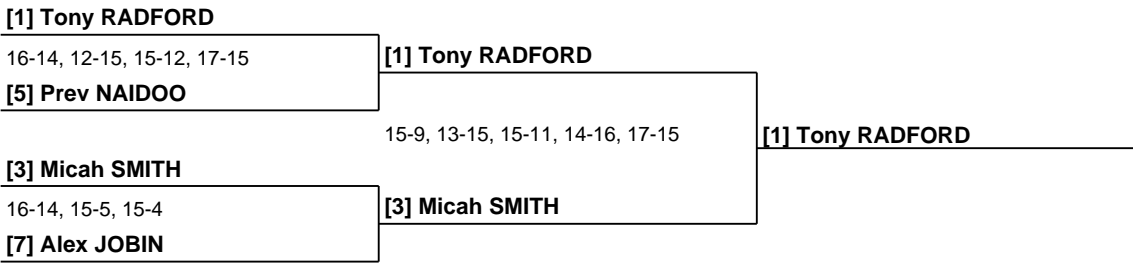 [1] Tony RADFORD
16-14, 12-15, 15-12, 17-15
[1] Tony RADFORD
[5] Prev NAIDOO
15-9, 13-15, 15-11, 14-16, 17-15
[1] Tony RADFORD
[3] Micah SMITH
16-14, 15-5, 15-4
[3] Micah SMITH
[7] Alex JOBIN